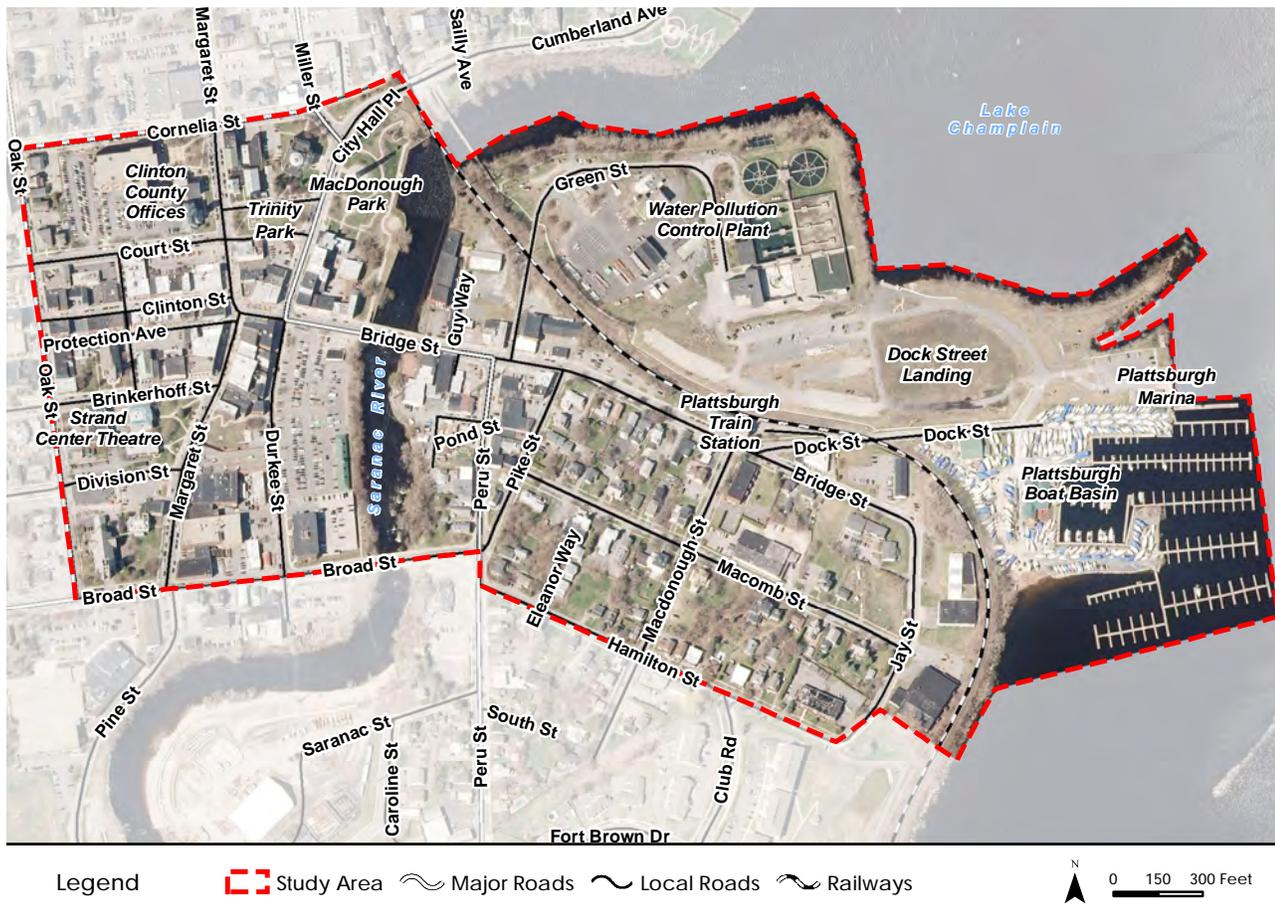 Margaret St
Miller St
Sailly Ave
Cumberland Ave
Oak St
Cornelia St
City Hall Pl
Lake
Champlain
Clinton
County
Offices
MacDonough
Park
Trinity
Park
Green St
Water Pollution
Control Plant
Court St
Clinton St
Guy Way
Protection Ave
Bridge St
Dock Street
Landing
Oak St
Brinkerhoff St
Saranac River
Plattsburgh
Marina
Strand
Center Theatre
Plattsburgh
Train
Station
Pond St
Dock St
Dock St
Division St
Margaret St
Durkee St
Peru St
Pike St
Bridge St
Plattsburgh
Boat Basin
Broad St
Broad St
Eleanor Way
Macdonough St
Macomb St
Hamilton St
Jay St
Pine St
Saranac St
Caroline St
Peru St
South St
Club Rd
Fort Brown Dr
Legend
Study Area
Major Roads
Local Roads
Railways
N
0 150 300 Feet